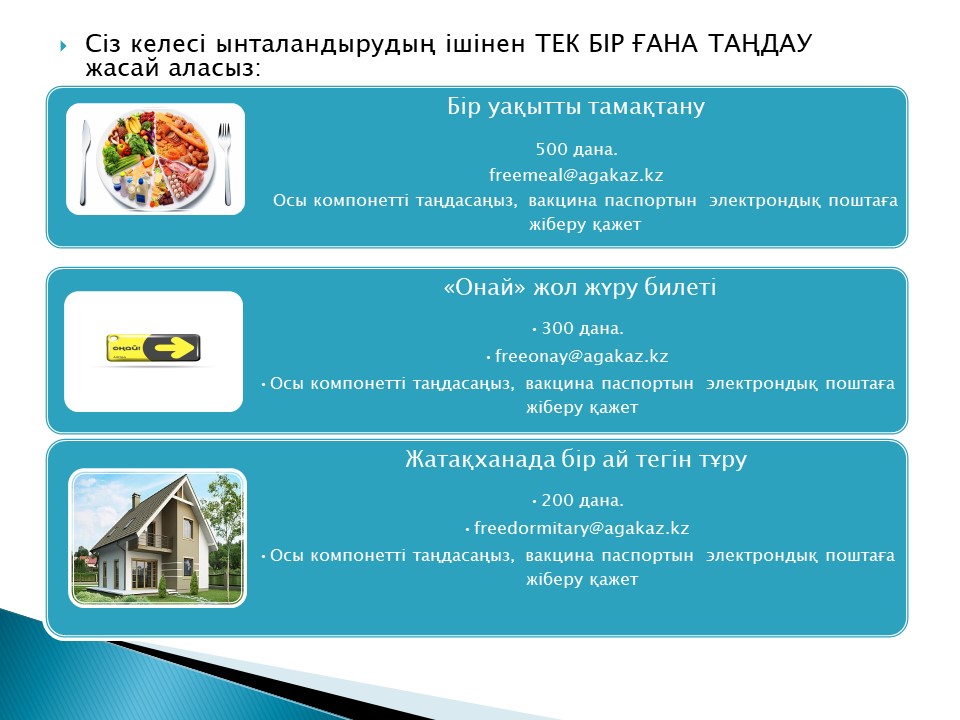 Сіз келесі ынталандырудың ішінен ТЕК БІР ҒАНА ТАҢДАУ
жасай аласыз:
Бір уақытты тамақтану
500 дана.
freemeal@agakaz.kz
Осы компонетті таңдасаңыз, вакцина паспортын электрондық поштаға
жіберу қажет
«Онай» жол жүру билеті
•300 дана.
•freeonay@agakaz.kz
•Осы компонетті таңдасаңыз, вакцина паспортын электрондық поштаға
жіберу қажет
ОҢАЙ!
Жатақханада бір ай тегін тұру
•200 дана.
•freedormitary@agakaz.kz
•Осы компонетті таңдасаңыз, вакцина паспортын электрондық поштаға
жіберу қажет